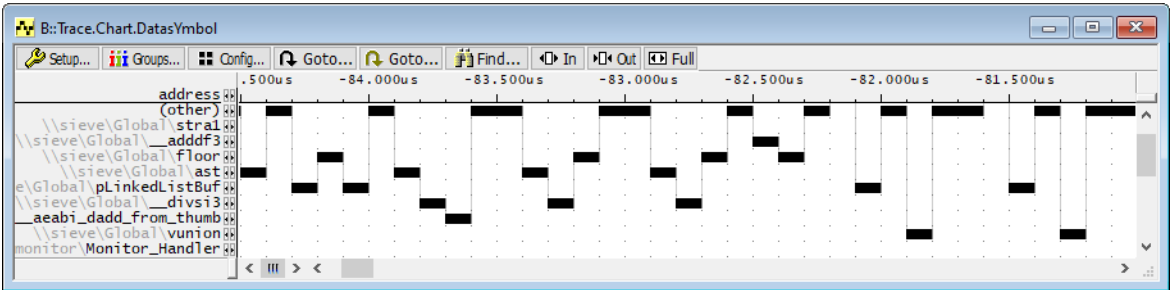 B::Trace.Chart.DatasYmbol
Setup... Groups... Config... Goto... Goto... Find... In Out Full
.500us -84.000us -83.500us -83.000us -82.500us -82.000us -81.500us
address
(other)
\\sieve\Global\stra1
\\sieve\Global\__adddf3
\\sieve\Global\floor
\\sieve\Global\ast
e\Global\pLinkedListBuf
\\sieve\Global\__divsi3
__aeabi_dadd_from_thumb
\\sieve\Global\vunion
monitor\Monitor_Handler